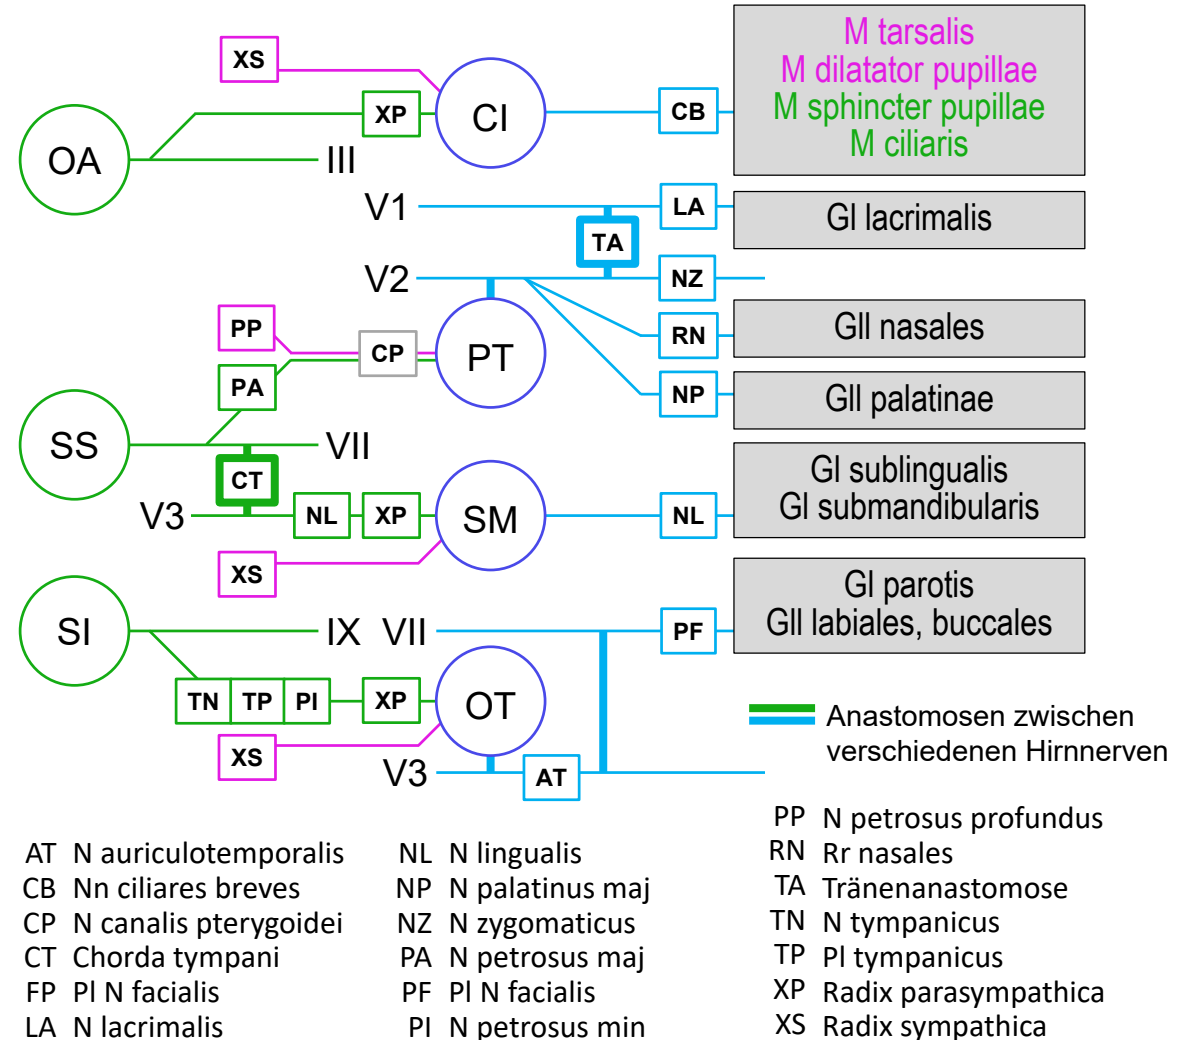 XS
M tarsalis
M dilatator pupillae
M sphincter pupillae
M ciliaris
XP
CI
CB
OA
III
V1
LA
Gl lacrimalis
TA
V2
NZ
PP
CP
PT
RN
Gll nasales
PA
NP
Gll palatinae
SS
VII
CT
Gl sublingualis
Gl submandibularis
V3
NL
XP
SM
NL
XS
SI
IX
VII
PF
Gl parotis
Gll labiales, buccales
TN
TP
PI
XP
OT
XS
V3
AT
Anastomosen zwischen
verschiedenen Hirnnerven
AT N auriculotemporalis
CB Nn ciliares breves
CP N canalis pterygoidei
CT Chorda tympani
FP Pl N facialis
LA N lacrimalis
NL N lingualis
NP N palatinus maj
NZ N zygomaticus
PA N petrosus maj
PF Pl N facialis
PI N petrosus min
PP N petrosus profundus
RN Rr nasales
TA Tränenanastomose
TN N tympanicus
TP Pl tympanicus
XP Radix parasympathica
XS Radix sympathica